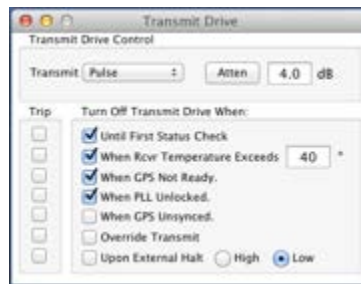 Transmit Drive
Transmit Drive Control
Transmit Pulse Atten 4.0 dB
Trip Turn Off Transmit Drive When:
Until First Status Check
When Rcvr Temperature Exceeds 40 °
When GPS Not Ready.
When PLL Unlocked.
When GPS Unsynced.
Override Transmit
Upon External Halt High Low